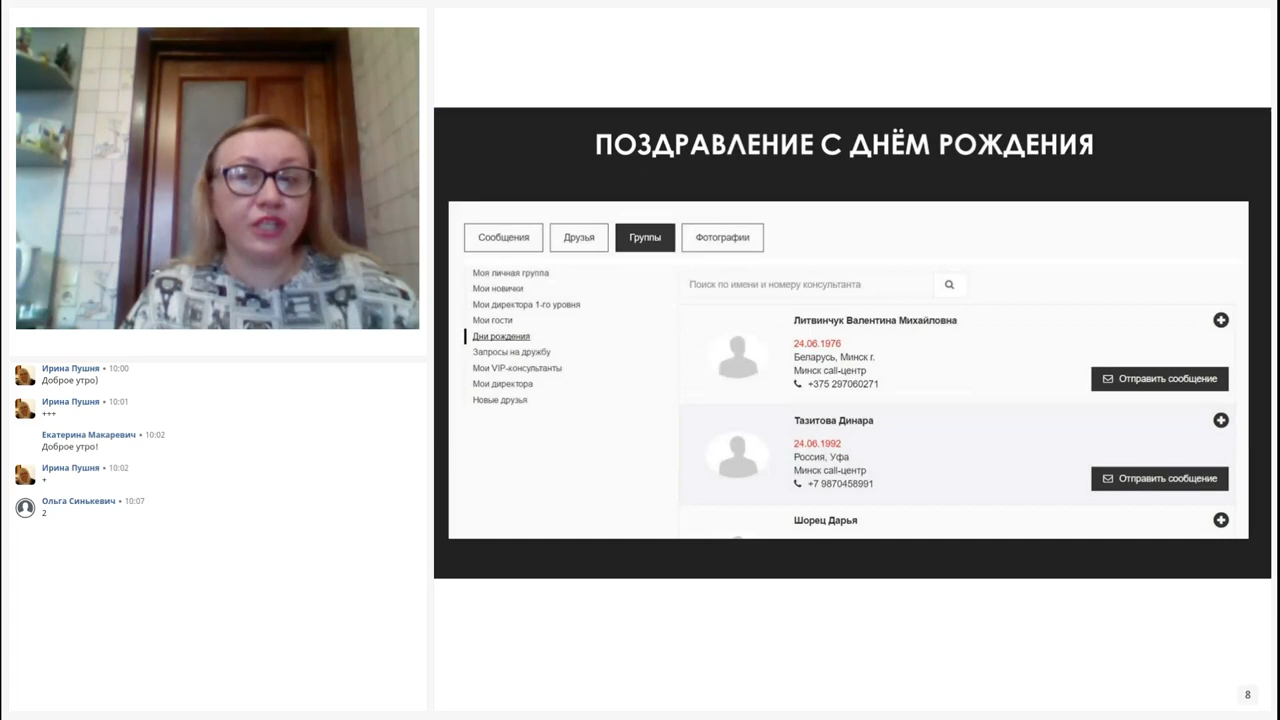 Ирина Пушня • 10:00
Доброе утро)
Ирина Пушня • 10:01
+++
Екатерина Макаревич • 10:02
Доброе утро!
Ирина Пушня • 10:02
+
Ольга Синькевич • 10:07
2
ПОЗДРАВЛЕНИЕ С ДНЁМ РОЖДЕНИЯ
Сообщения
Друзья
Группы
Фотографии
Моя личная группа
Мои новички
Мои директора 1-го уровня
Мои гости
Дни рождения
Запросы на дружбу
Мои VIP-консультанты
Мои директора
Новые друзья
Поиск по имени и номеру консультанта
Литвинчук Валентина Михайловна
24.06.1976
Беларусь, Минск г.
Минск call-центр
+375 297060271
Отправить сообщение
Тазитова Динара
24.06.1992
Россия, Уфа
Минск call-центр
+7 9870458991
Отправить сообщение
Шорец Дарья
8